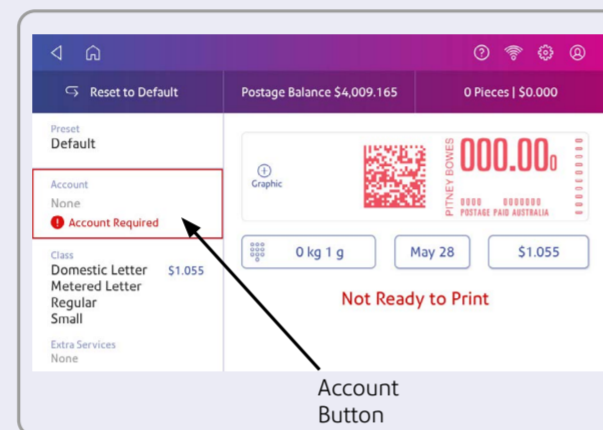 Reset to Default
Postage Balance $4,009.165
0 Pieces | $0.000
Preset
Default
Account
None
Account Required
Class
Domestic Letter $1.055
Metered Letter
Regular
Small
Extra Services
None
Graphic
PITNEY BOWES
000.000
0000 0000000
POSTAGE PAID AUSTRALIA
0 kg 1 g
May 28
$1.055
Not Ready to Print
Account
Button